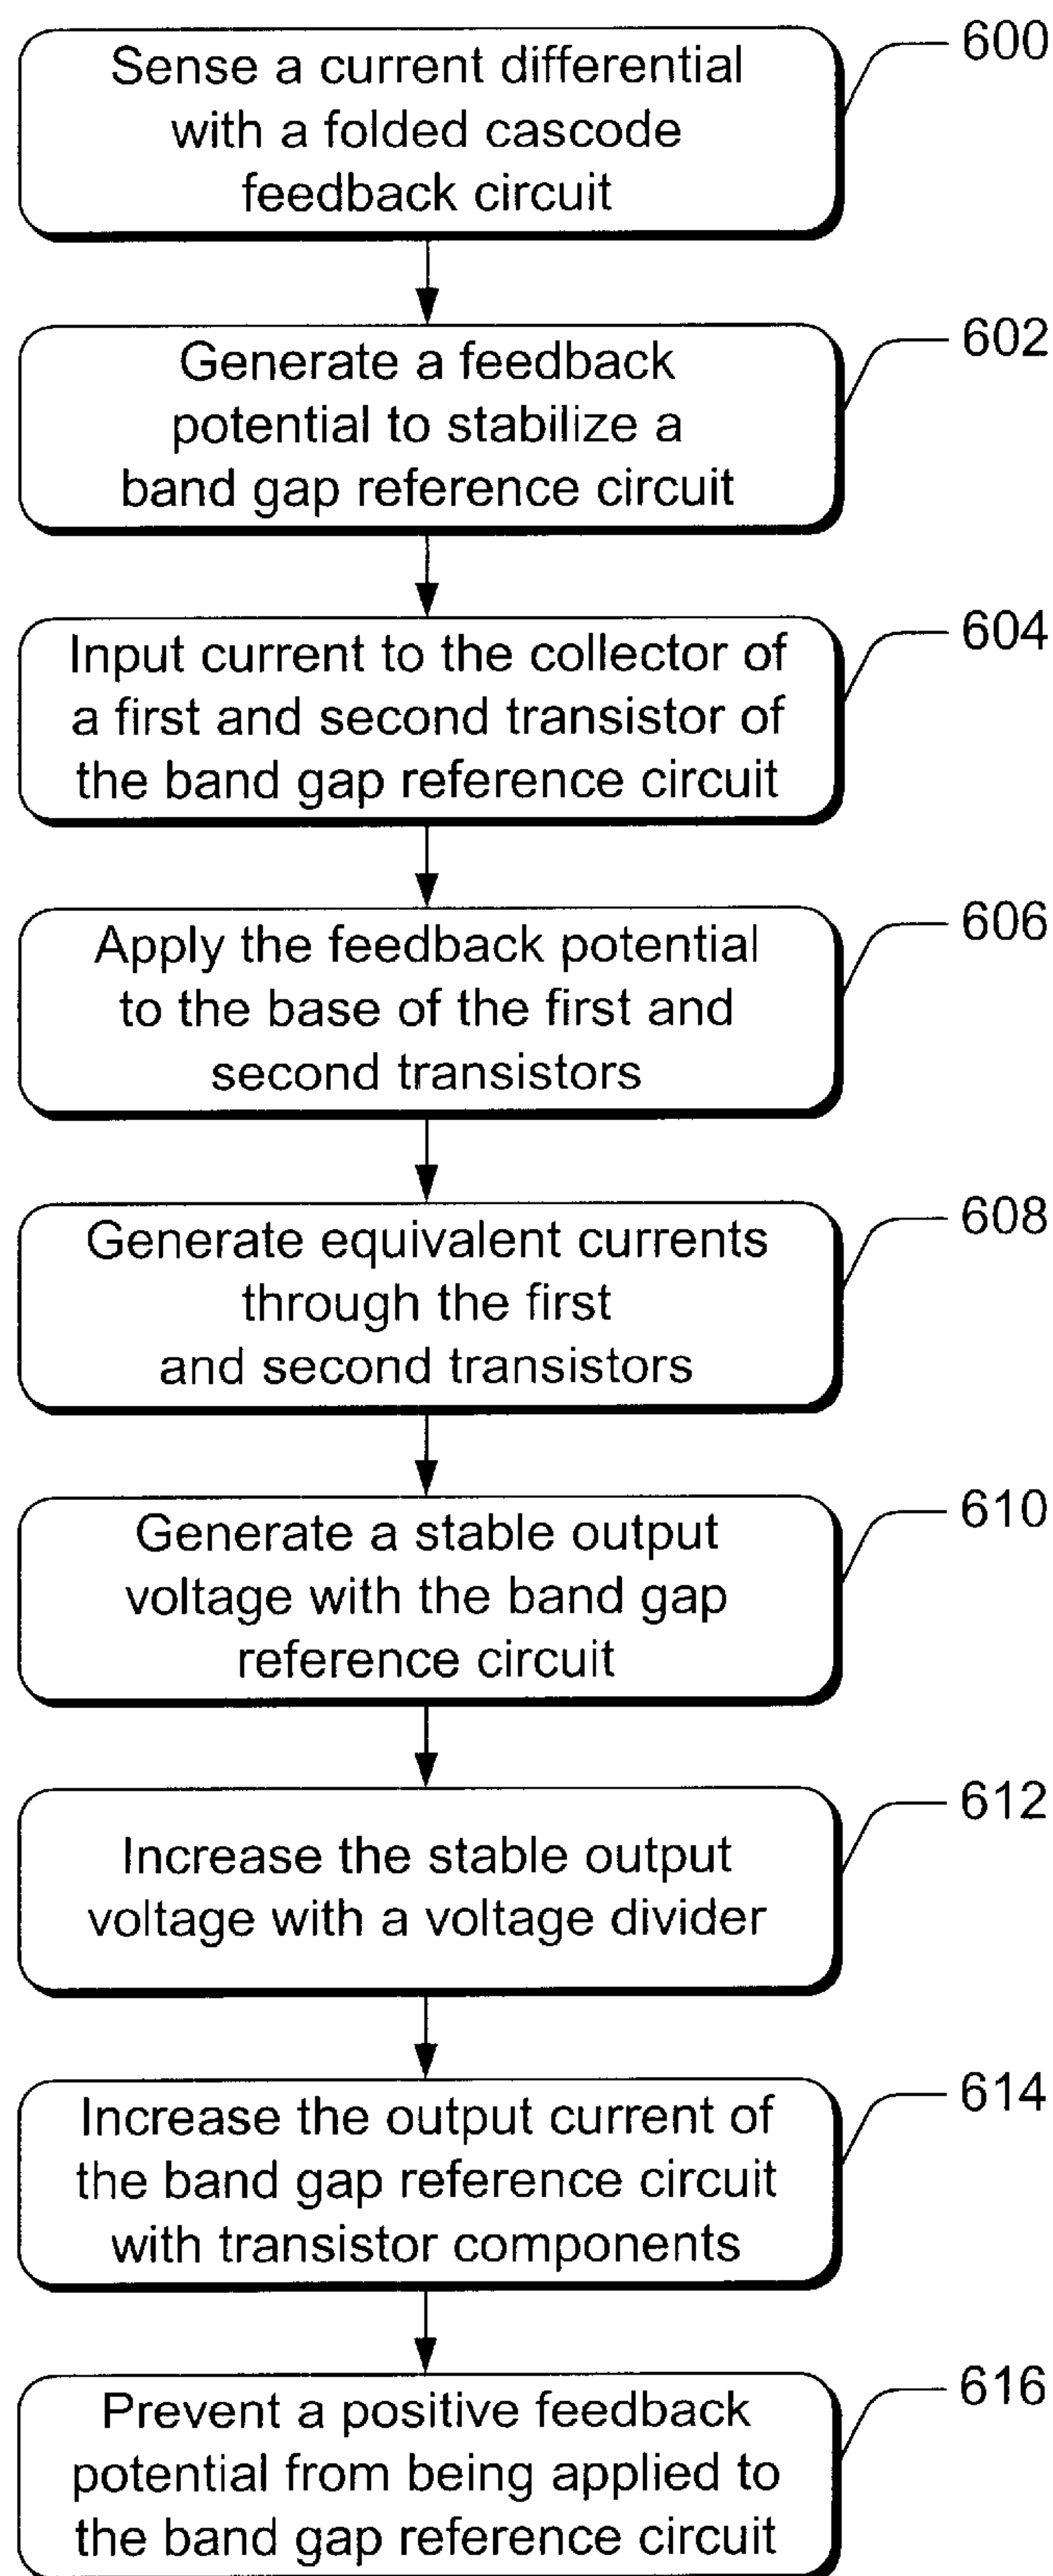 600
Sense a current differential
with a folded cascode
feedback circuit
602
Generate a feedback
potential to stabilize a
band gap reference circuit
604
Input current to the collector of
a first and second transistor of
the band gap reference circuit
606
Apply the feedback potential
to the base of the first and
second transistors
608
Generate equivalent currents
through the first
and second transistors
610
Generate a stable output
voltage with the band gap
reference circuit
612
Increase the stable output
voltage with a voltage divider
614
Increase the output current of
the band gap reference circuit
with transistor components
616
Prevent a positive feedback
potential from being applied to
the band gap reference circuit